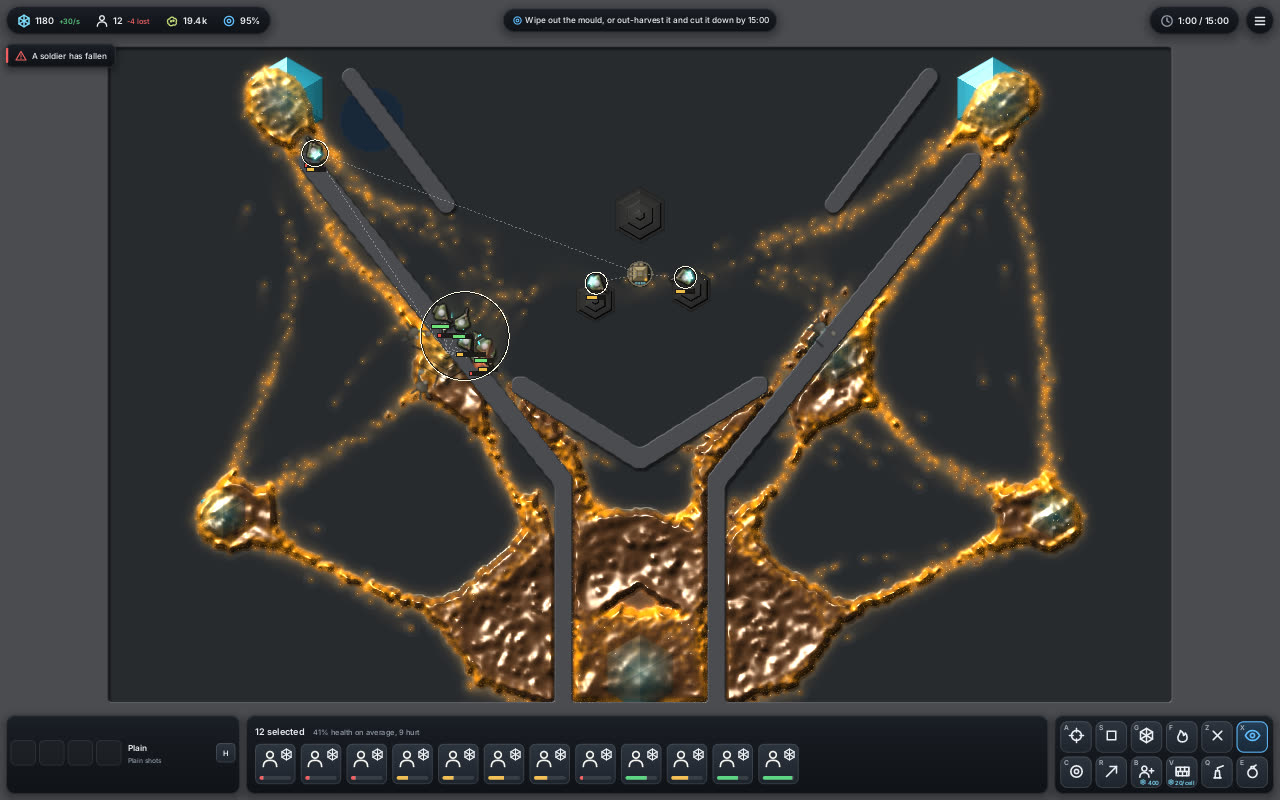 1180 +30/s 12 -4 lost 19.4k 95%
Wipe out the mould, or out-harvest it and cut it down by 15:00
1:00 / 15:00
A soldier has fallen
Plain
Plain shots
H
12 selected 41% health on average, 9 hurt
A S G F Z X
C R B V Q E
400 20/cell